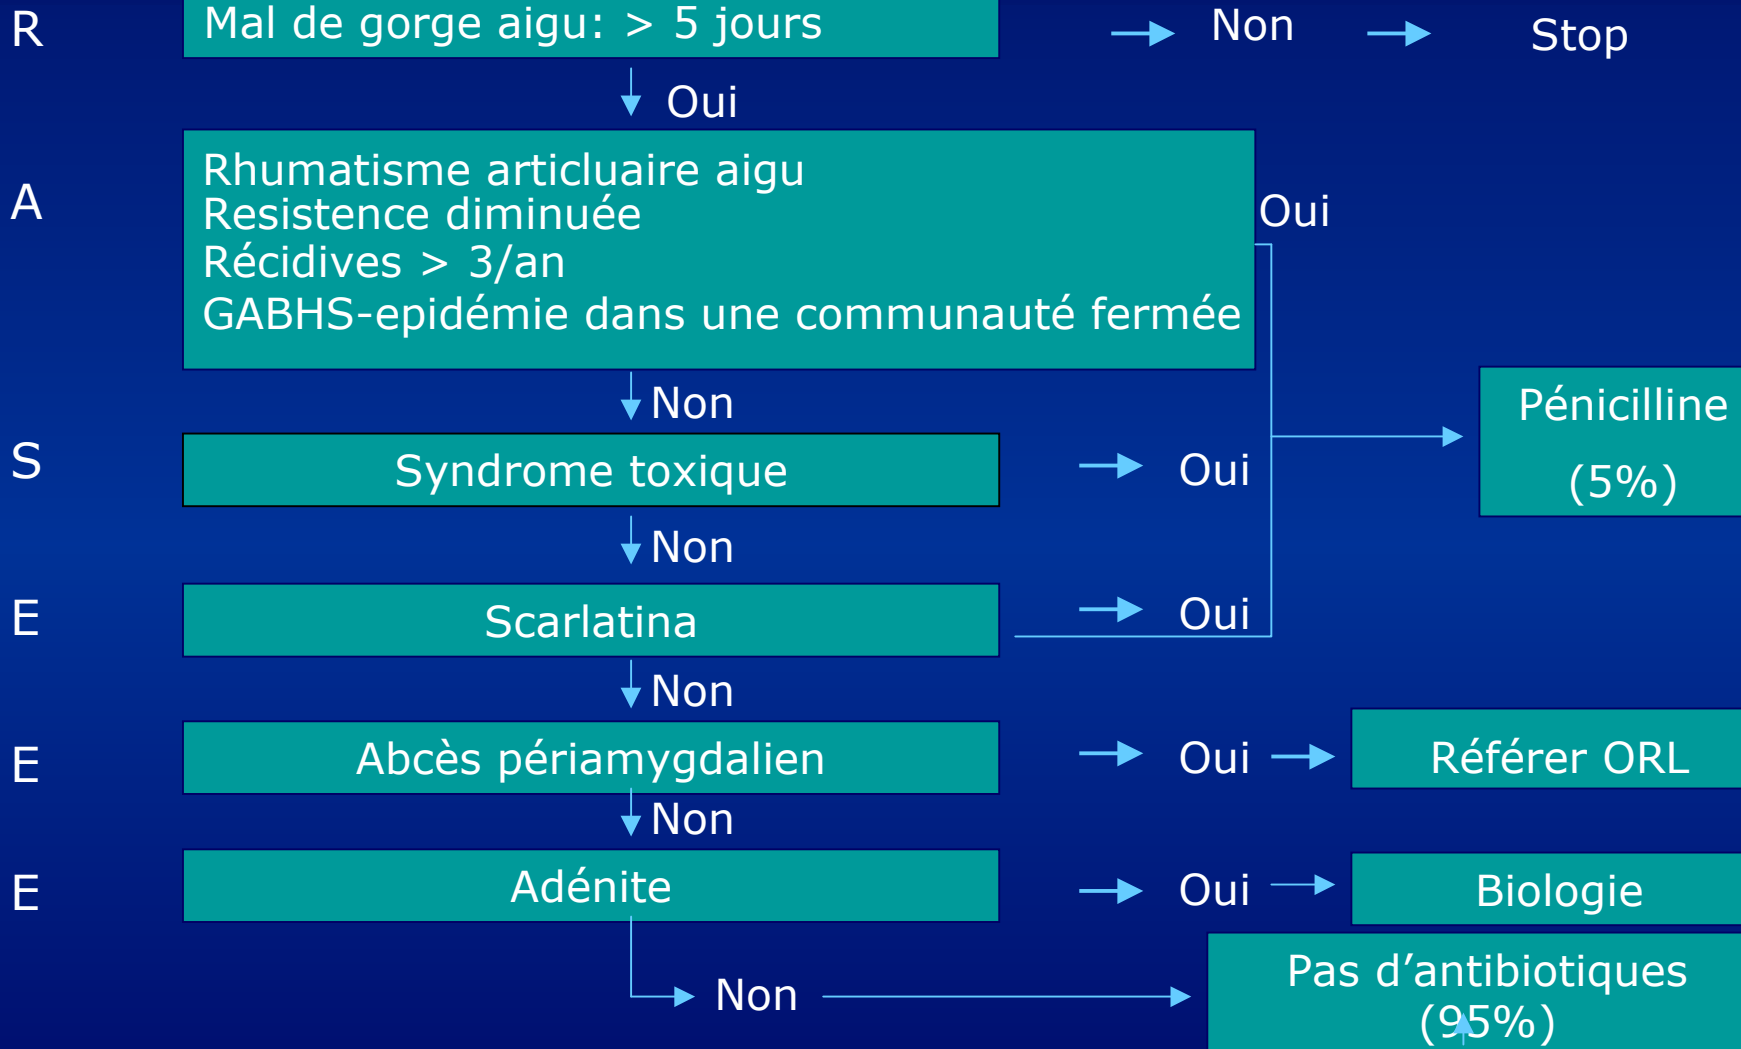 R
Mal de gorge aigu: > 5 jours
Non
Stop
Oui
A
Rhumatisme articluaire aigu
Resistence diminuée
Récidives > 3/an
GABHS-epidémie dans une communauté fermée
Oui
Non
Pénicilline
(5%)
S
Syndrome toxique
Oui
Non
E
Scarlatina
Oui
Non
E
Abcès périamygdalien
Oui
Référer ORL
Non
E
Adénite
Oui
Biologie
Non
Pas d’antibiotiques
(95%)